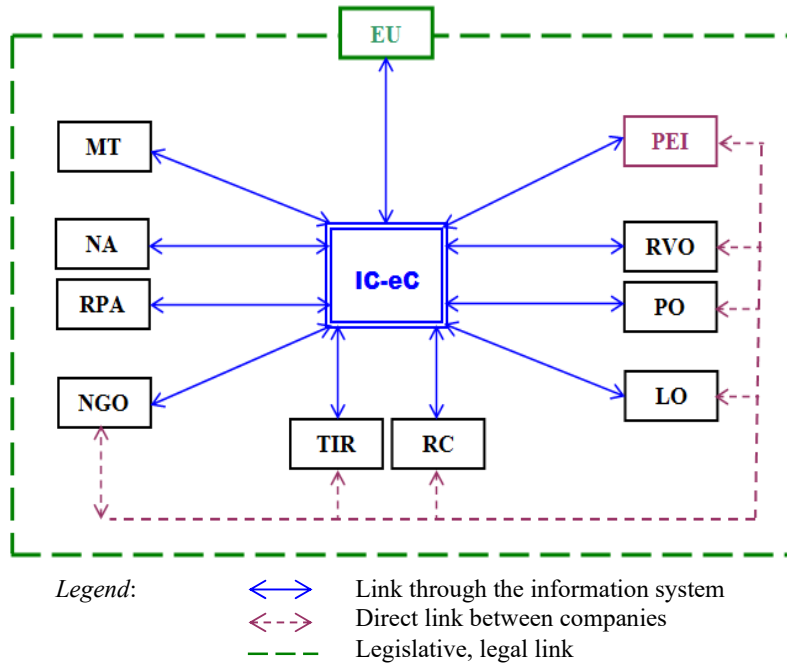 EU
MT
PEI
NA
IC-eC
RVO
RPA
PO
NGO
LO
TIR
RC
Legend:
Link through the information system
Direct link between companies
Legislative, legal link